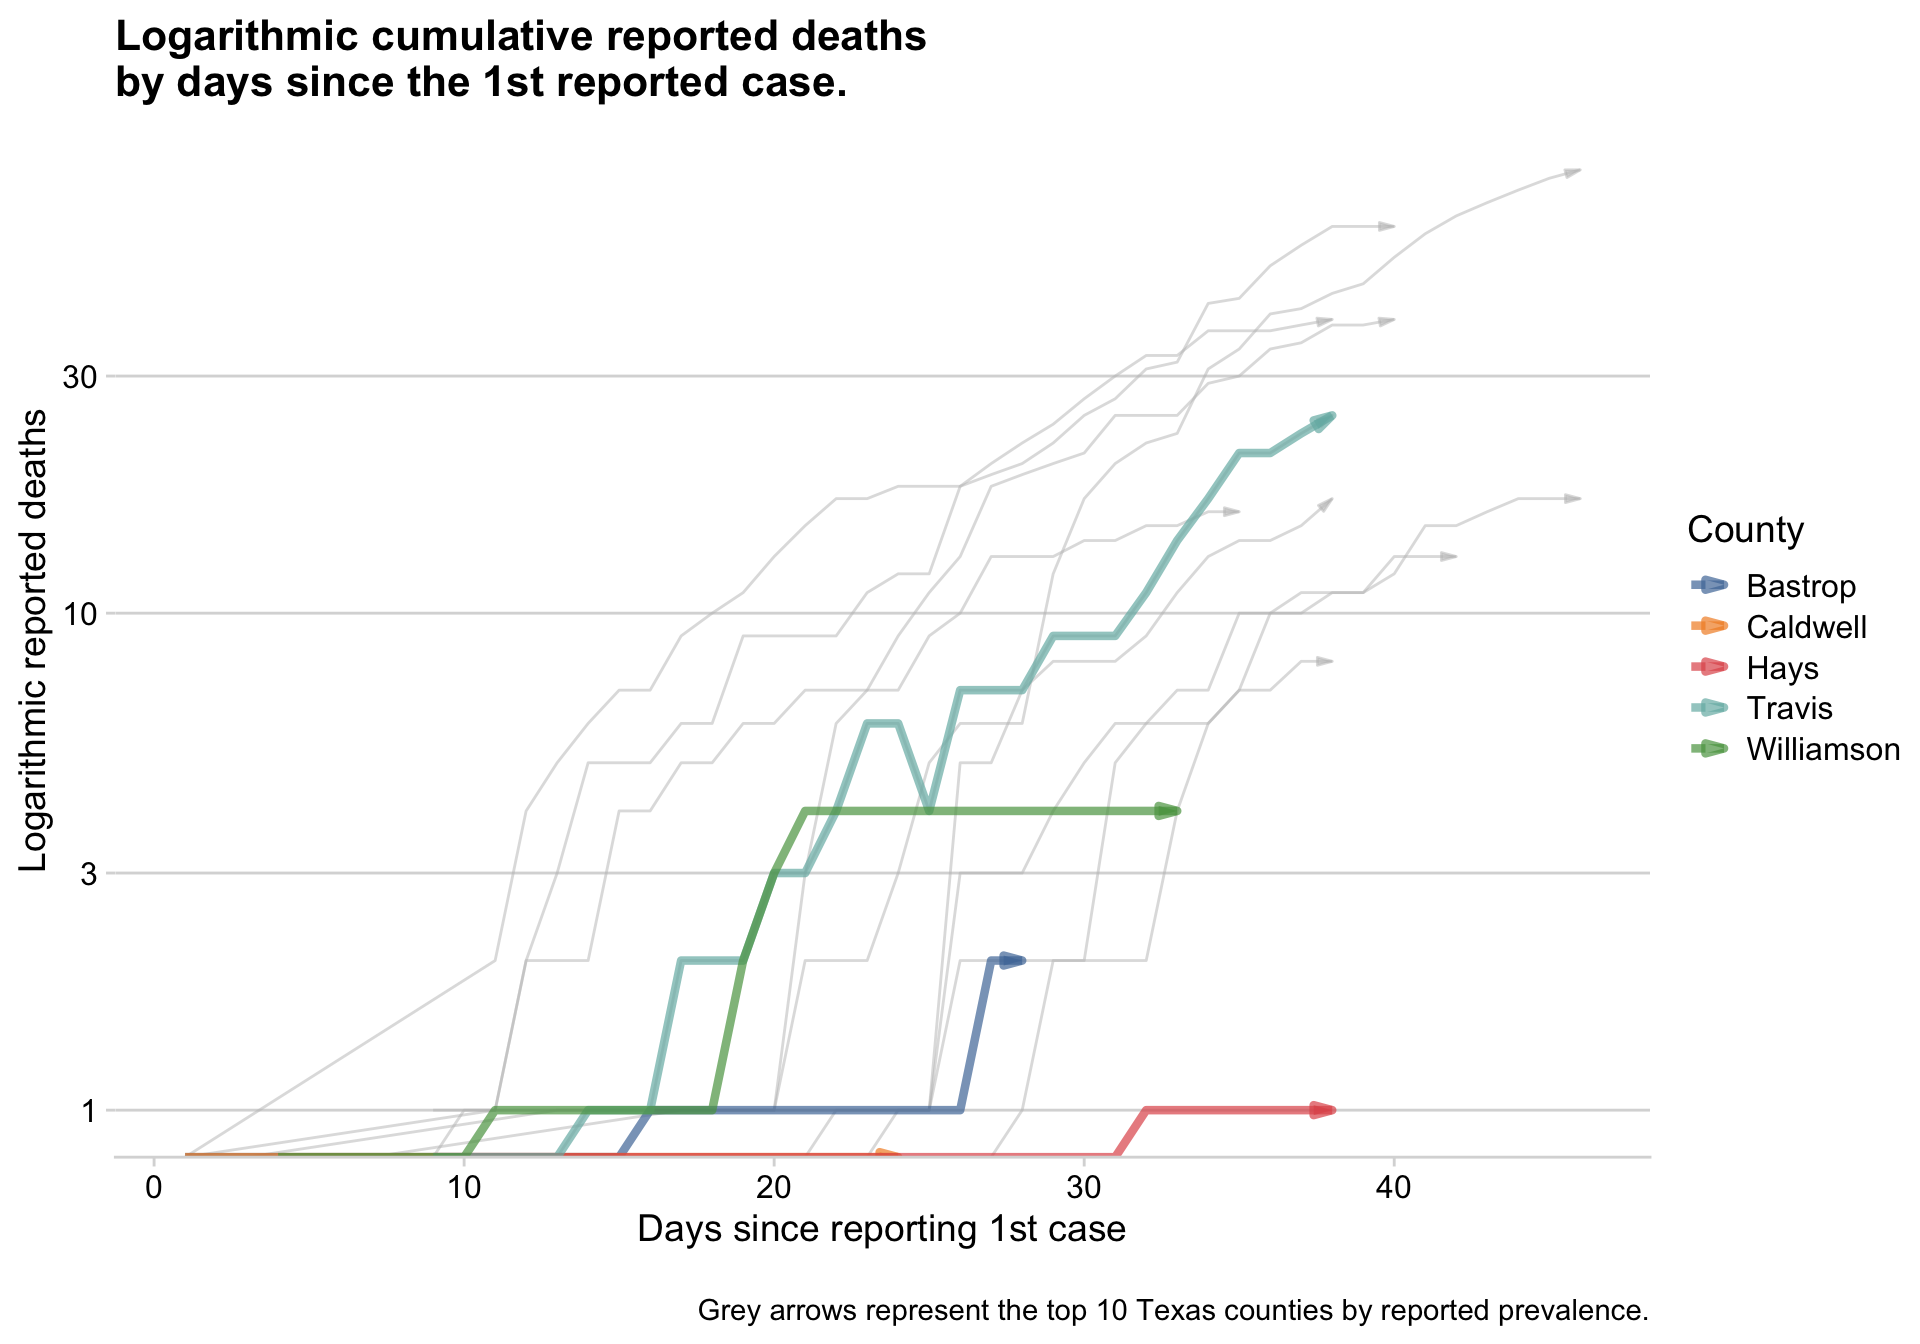 Logarithmic cumulative reported deaths
by days since the 1st reported case.
Logarithmic reported deaths
30
10
3
1
0
10
20
30
40
Days since reporting 1st case
County
Bastrop
Caldwell
Hays
Travis
Williamson
Grey arrows represent the top 10 Texas counties by reported prevalence.